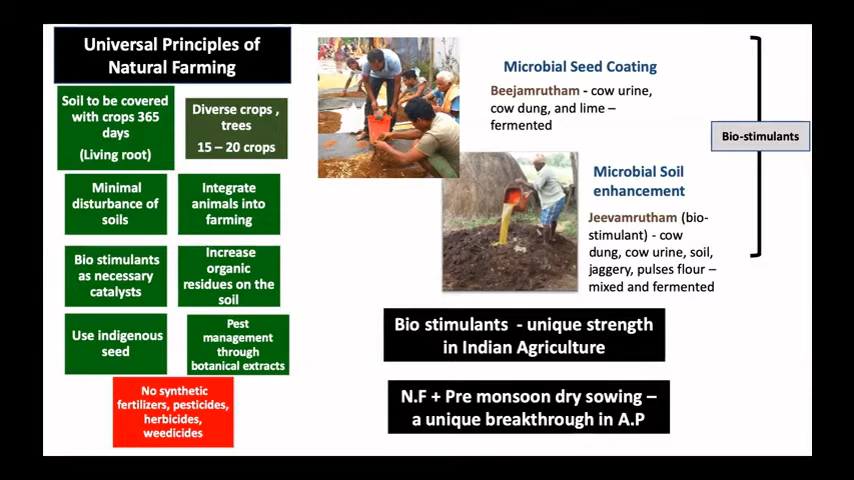 Universal Principles of
Natural Farming
Soil to be covered
with crops 365
days
(Living root)
Diverse crops ,
trees
15 – 20 crops
Minimal
disturbance of
soils
Integrate
animals into
farming
Bio stimulants
as necessary
catalysts
Increase
organic
residues on the
soil
Use indigenous
seed
Pest
management
through
botanical extracts
No synthetic
fertilizers, pesticides,
herbicides,
weedicides
Microbial Seed Coating
Beejamrutham - cow urine,
cow dung, and lime –
fermented
Bio-stimulants
Microbial Soil
enhancement
Jeevamrutham (bio-
stimulant) - cow
dung, cow urine, soil,
jaggery, pulses flour –
mixed and fermented
Bio stimulants - unique strength
in Indian Agriculture
N.F + Pre monsoon dry sowing –
a unique breakthrough in A.P